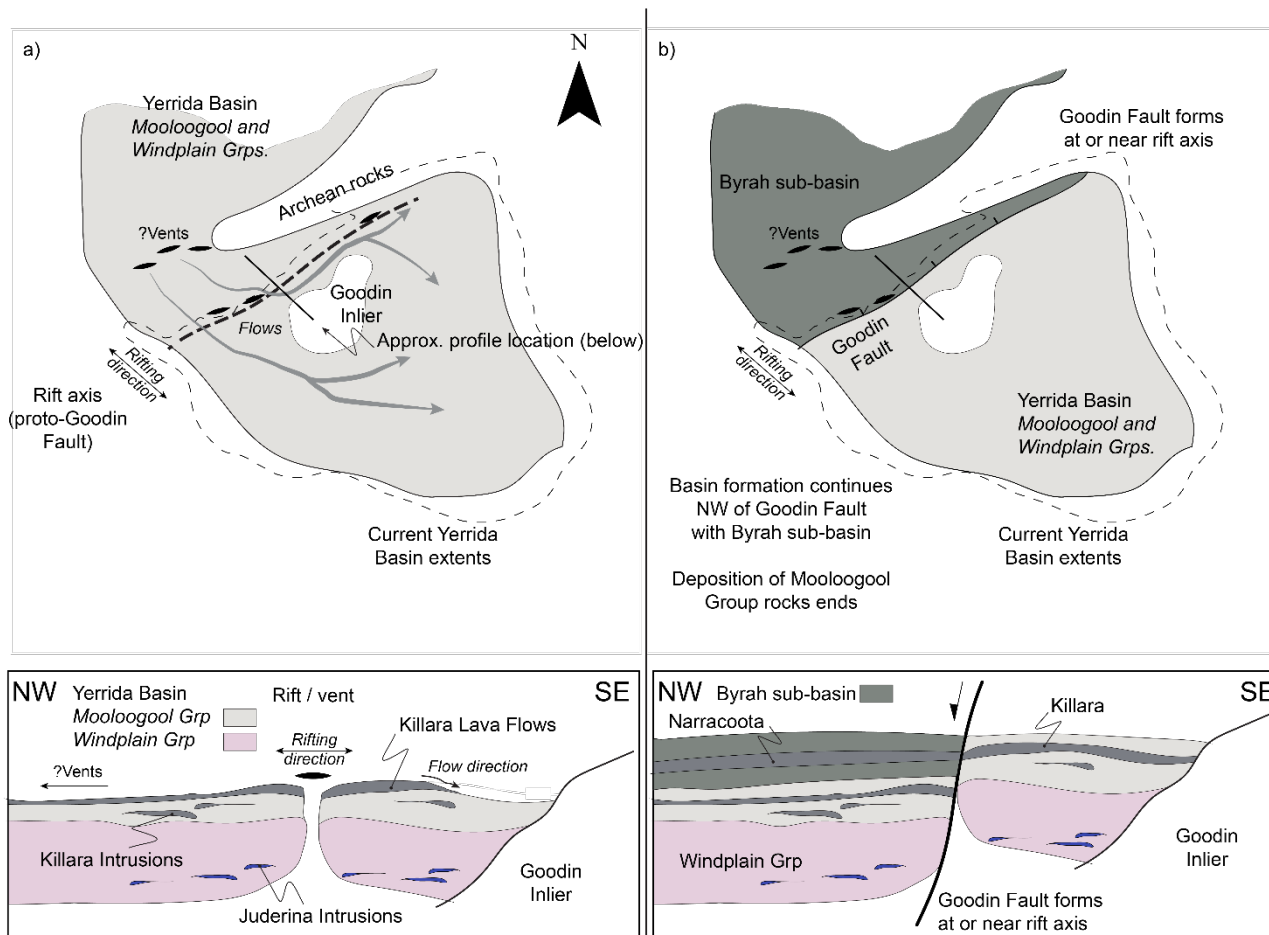 a)
N
Yerrida Basin
Mooloogool and
Windplain Grps.
Archean rocks
?Vents
Goodin
Inlier
Flows
Approx. profile location (below)
Rifting
direction
Rift axis
(proto-Goodin
Fault)
Current Yerrida
Basin extents
b)
Goodin Fault forms
at or near rift axis
Byrah sub-basin
?Vents
Goodin
Fault
Rifting
direction
Yerrida Basin
Mooloogool and
Windplain Grps.
Basin formation continues
NW of Goodin Fault
with Byrah sub-basin
Current Yerrida
Basin extents
Deposition of Mooloogool
Group rocks ends
NW
Yerrida Basin
Mooloogool Grp
Windplain Grp
Rift / vent
SE
Killara Lava Flows
Rifting
direction
?Vents
Flow direction
Killara Intrusions
Goodin
Inlier
Juderina Intrusions
NW
Byrah sub-basin
SE
Narracoota
Killara
Windplain Grp
Goodin
Inlier
Goodin Fault forms
at or near rift axis